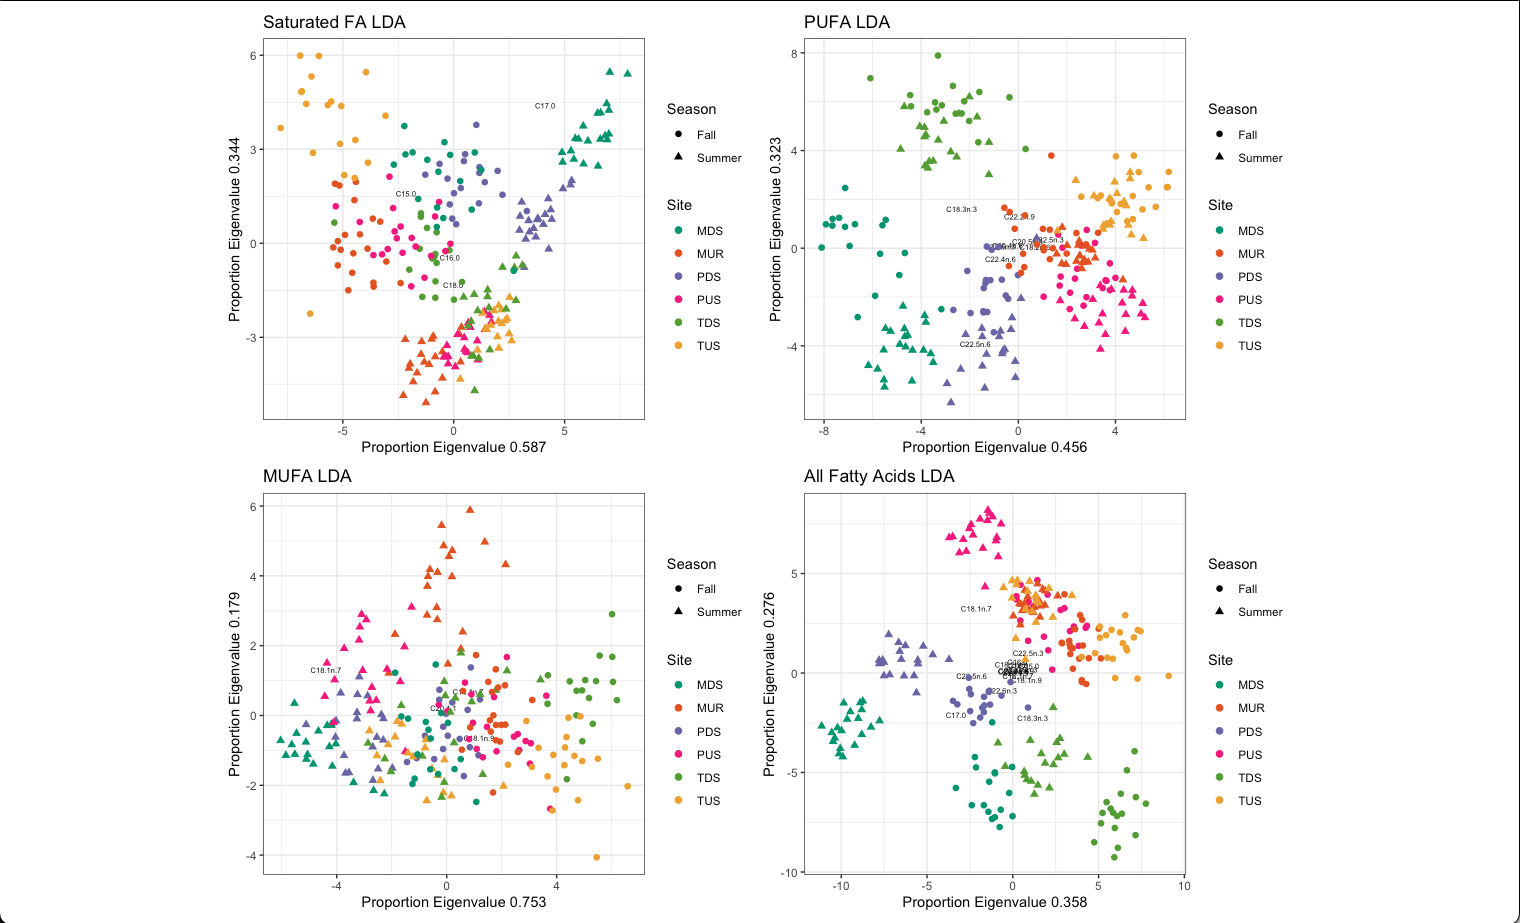 Saturated FA LDA
Proportion Eigenvalue 0.344
6
3
0
-3
C17.0
C15.0
C16.0
C18.0
-5
0
5
Proportion Eigenvalue 0.587
Season
Fall
Summer
Site
MDS
MUR
PDS
PUS
TDS
TUS
PUFA LDA
Proportion Eigenvalue 0.323
8
4
0
-4
C18.3n.3
C22.4n.6
C22.5n.6
-8
-4
0
4
Proportion Eigenvalue 0.456
Season
Fall
Summer
Site
MDS
MUR
PDS
PUS
TDS
TUS
MUFA LDA
Proportion Eigenvalue 0.179
6
4
2
0
-2
-4
C18.1n.7
C18.1n.9
-4
0
4
Proportion Eigenvalue 0.753
Season
Fall
Summer
Site
MDS
MUR
PDS
PUS
TDS
TUS
All Fatty Acids LDA
Proportion Eigenvalue 0.276
5
0
-5
-10
C18.1n.7
C22.5n.3
C22.5n.6
C18.1n.9
C22.6n.3
C17.0
C18.3n.3
-10
-5
0
5
10
Proportion Eigenvalue 0.358
Season
Fall
Summer
Site
MDS
MUR
PDS
PUS
TDS
TUS